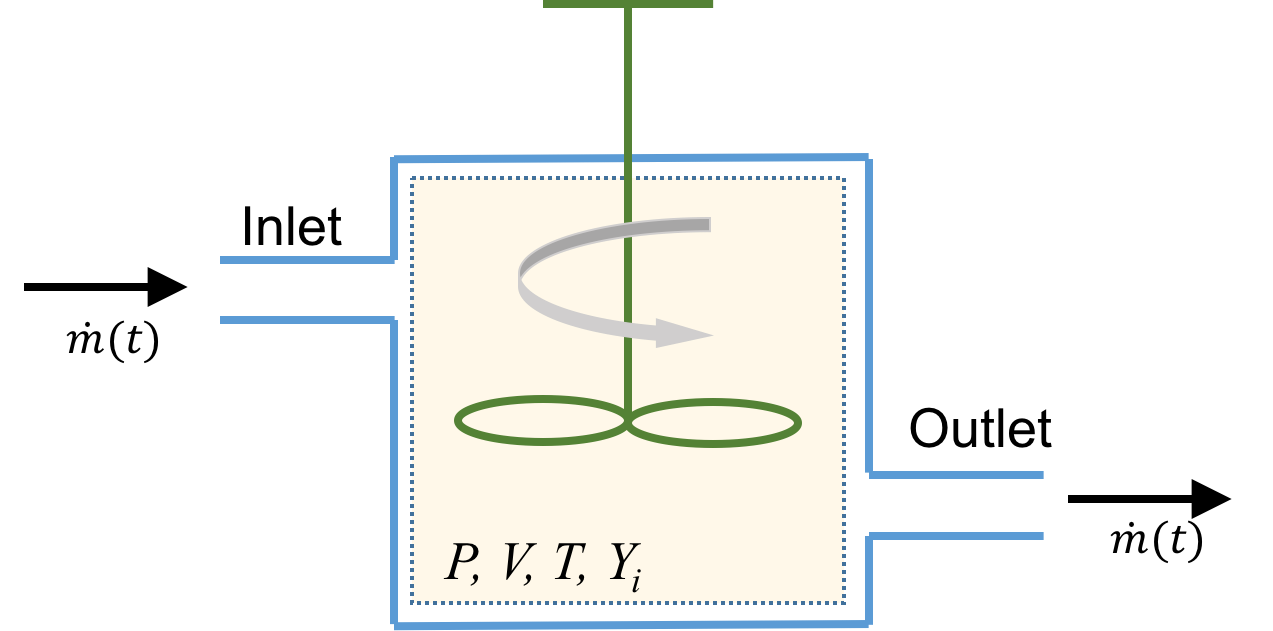 Inlet
ṁ(t)
Outlet
ṁ(t)
P, V, T, Yᵢ